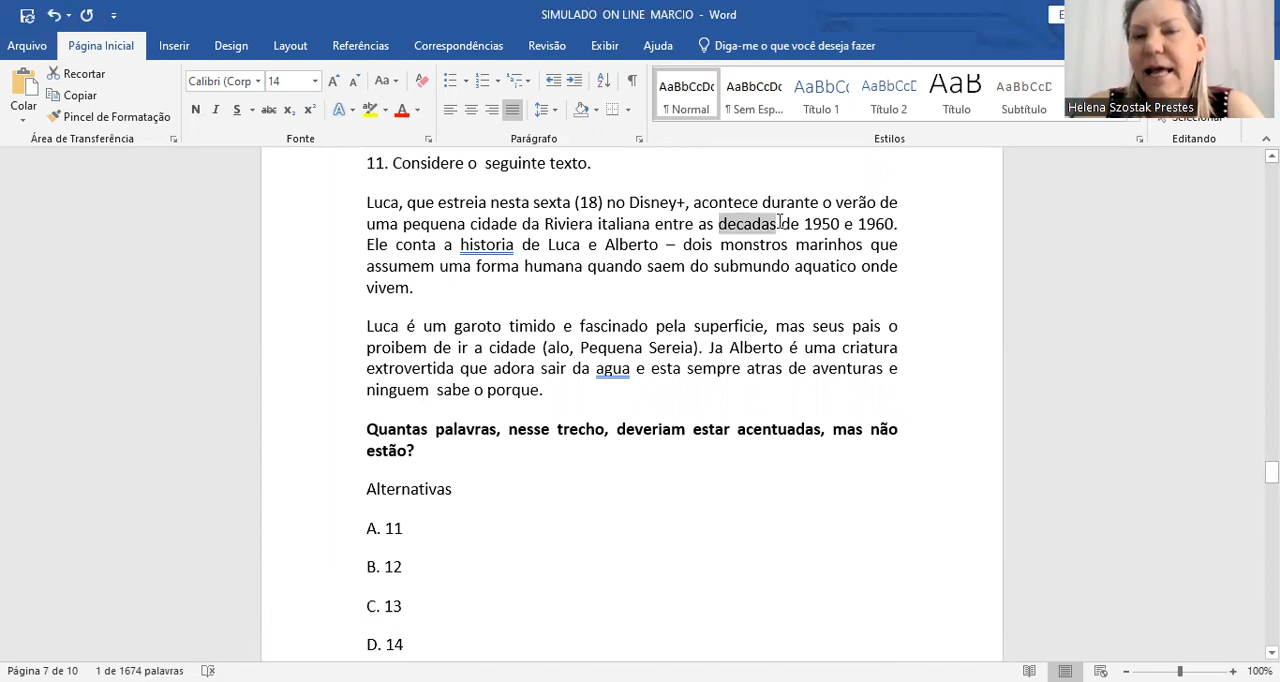 SIMULADO ON LINE MARCIO - Word
Arquivo Página Inicial Inserir Design Layout Referências Correspondências Revisão Exibir Ajuda Diga-me o que você deseja fazer
Colar
Recortar
Copiar
Pincel de Formatação
Área de Transferência
Calibri (Corp 14
N I S abc x₂ x²
Fonte
Parágrafo
AaBbCcDc AaBbCcDc AaBbC( AaBbCcC AaB AaBbCcD
¶ Normal ¶ Sem Esp... Título 1 Título 2 Título Subtítulo
Estilos
Editando
Helena Szostak Prestes
11. Considere o seguinte texto.
Luca, que estreia nesta sexta (18) no Disney+, acontece durante o verão de
uma pequena cidade da Riviera italiana entre as decadas de 1950 e 1960.
Ele conta a historia de Luca e Alberto – dois monstros marinhos que
assumem uma forma humana quando saem do submundo aquatico onde
vivem.
Luca é um garoto timido e fascinado pela superficie, mas seus pais o
proibem de ir a cidade (alo, Pequena Sereia). Ja Alberto é uma criatura
extrovertida que adora sair da agua e esta sempre atras de aventuras e
ninguem sabe o porque.
Quantas palavras, nesse trecho, deveriam estar acentuadas, mas não
estão?
Alternativas
A. 11
B. 12
C. 13
D. 14
Página 7 de 10 1 de 1674 palavras 100%